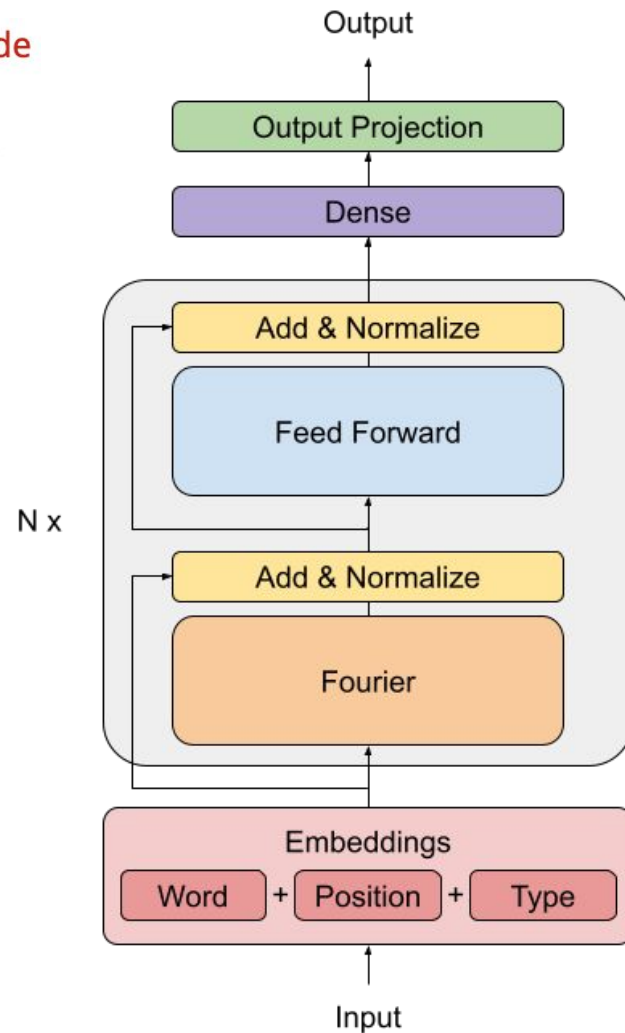 Output
de
Output Projection
Dense
Add & Normalize
Feed Forward
N x
Add & Normalize
Fourier
Embeddings
Word + Position + Type
Input